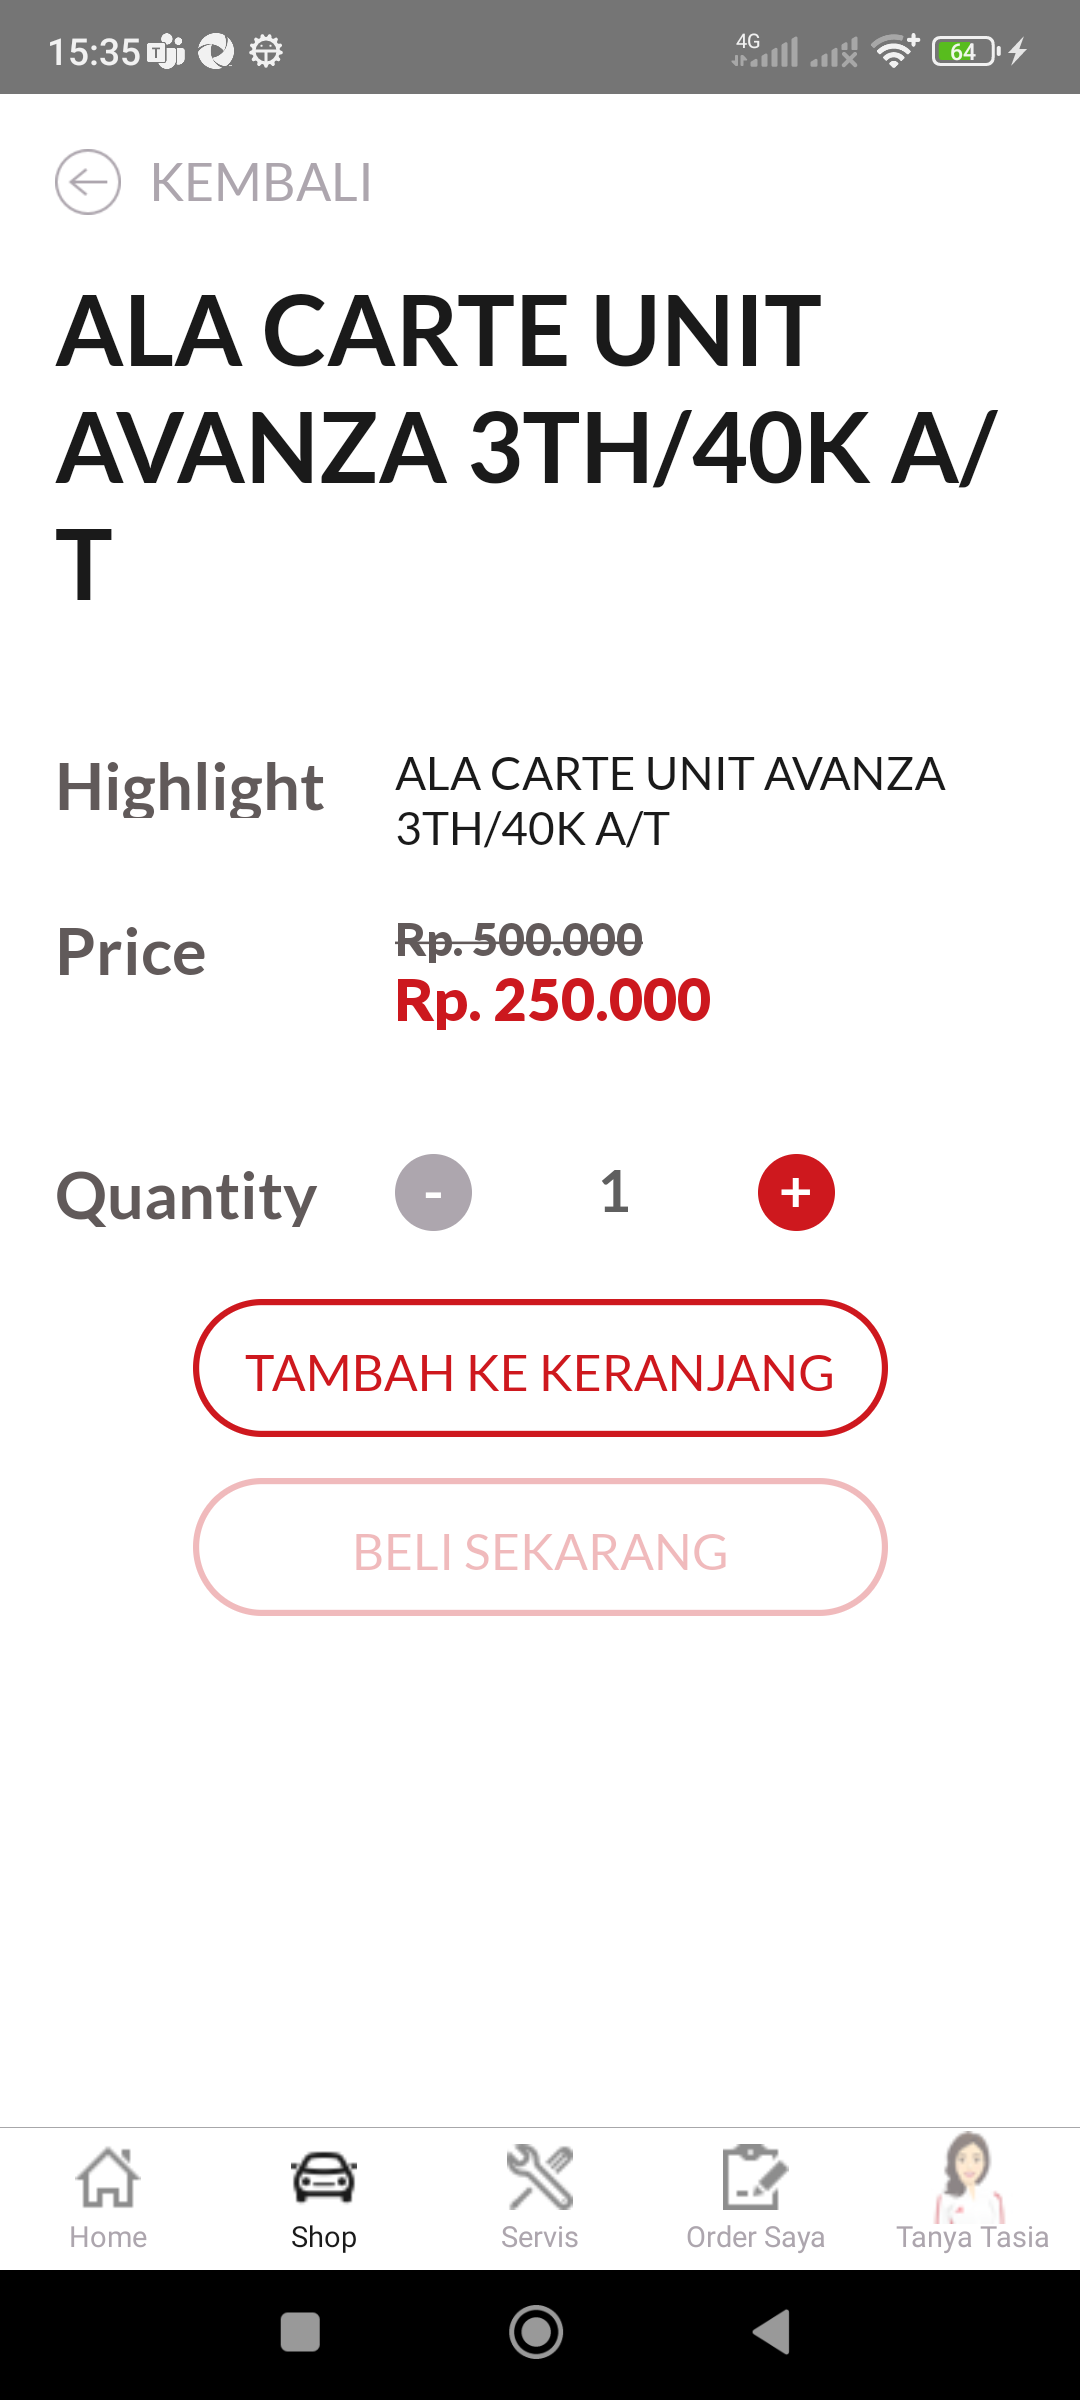 15:35
4G
64
KEMBALI
ALA CARTE UNIT
AVANZA 3TH/40K A/
T
Highlight
ALA CARTE UNIT AVANZA
3TH/40K A/T
Price
Rp. 500.000
Rp. 250.000
Quantity
- 1 +
TAMBAH KE KERANJANG
BELI SEKARANG
Home
Shop
Servis
Order Saya
Tanya Tasia